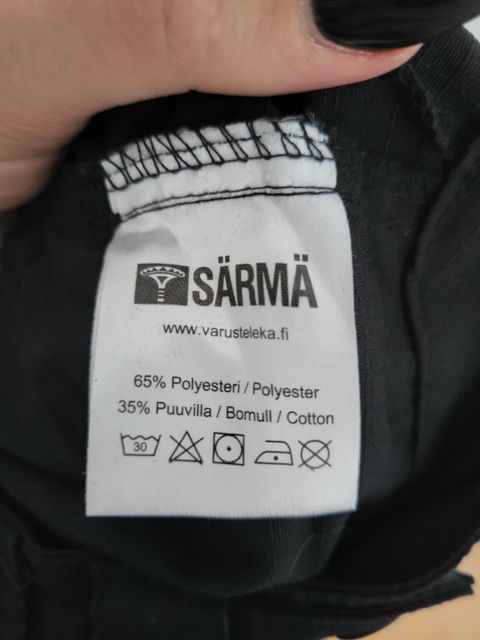 SÄRMÄ
www.varusteleka.fi
65% Polyesteri / Polyester
35% Puuvilla / Bomull / Cotton
30